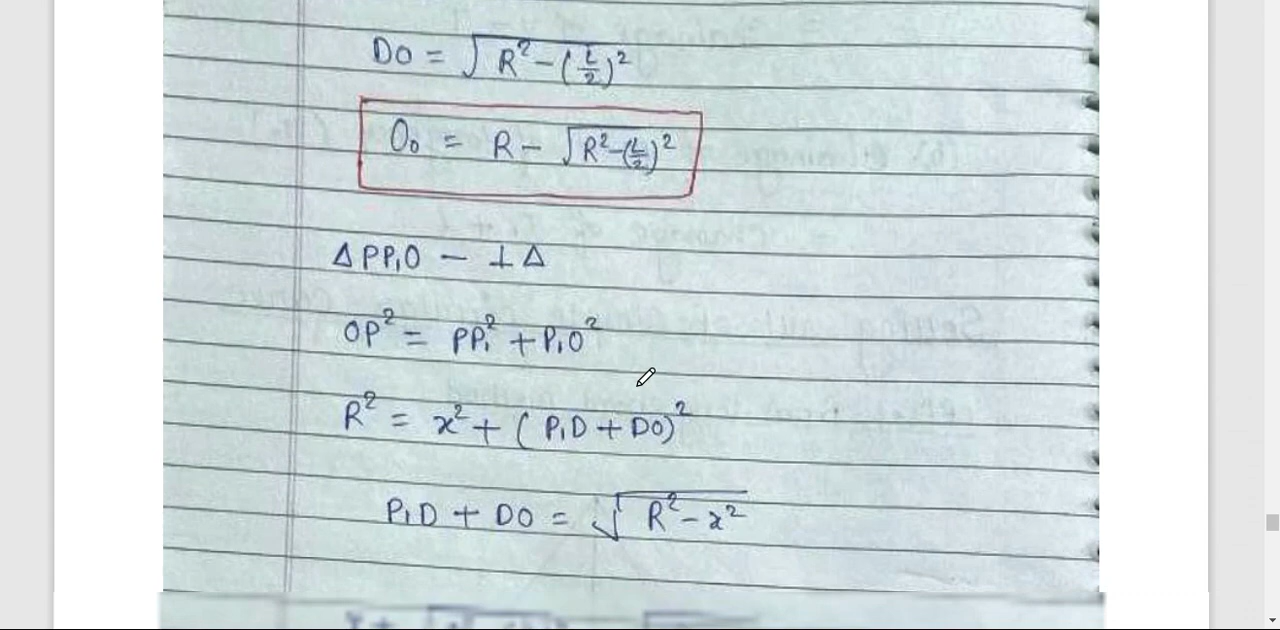 DO = √R² - (L/2)²
O₀ = R - √R² - (L/2)²
Δ PP₁O - ⊥ Δ
OP² = PP₁² + P₁O²
R² = x² + ( P₁D + DO)²
P₁D + DO = √R² - x²